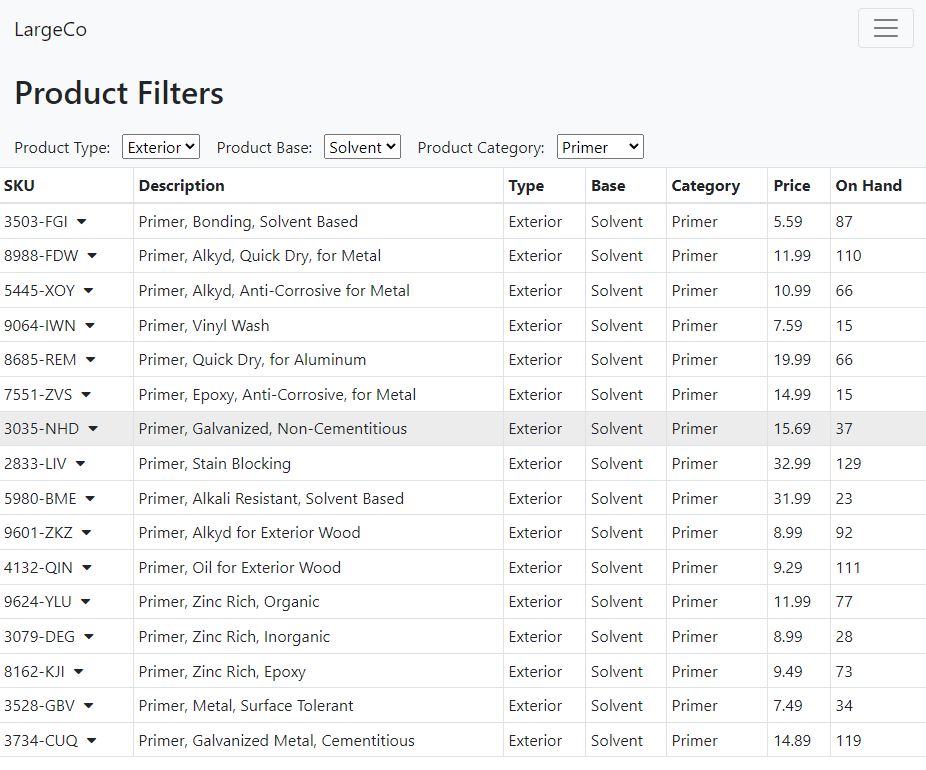 LargeCo
Product Filters
Product Type: Exterior Product Base: Solvent Product Category: Primer
SKU Description Type Base Category Price On Hand
3503-FGI Primer, Bonding, Solvent Based Exterior Solvent Primer 5.59 87
8988-FDW Primer, Alkyd, Quick Dry, for Metal Exterior Solvent Primer 11.99 110
5445-XOY Primer, Alkyd, Anti-Corrosive for Metal Exterior Solvent Primer 10.99 66
9064-IWN Primer, Vinyl Wash Exterior Solvent Primer 7.59 15
8685-REM Primer, Quick Dry, for Aluminum Exterior Solvent Primer 19.99 66
7551-ZVS Primer, Epoxy, Anti-Corrosive, for Metal Exterior Solvent Primer 14.99 15
3035-NHD Primer, Galvanized, Non-Cementitious Exterior Solvent Primer 15.69 37
2833-LIV Primer, Stain Blocking Exterior Solvent Primer 32.99 129
5980-BME Primer, Alkali Resistant, Solvent Based Exterior Solvent Primer 31.99 23
9601-ZKZ Primer, Alkyd for Exterior Wood Exterior Solvent Primer 8.99 92
4132-QIN Primer, Oil for Exterior Wood Exterior Solvent Primer 9.29 111
9624-YLU Primer, Zinc Rich, Organic Exterior Solvent Primer 11.99 77
3079-DEG Primer, Zinc Rich, Inorganic Exterior Solvent Primer 8.99 28
8162-KJI Primer, Zinc Rich, Epoxy Exterior Solvent Primer 9.49 73
3528-GBV Primer, Metal, Surface Tolerant Exterior Solvent Primer 7.49 34
3734-CUQ Primer, Galvanized Metal, Cementitious Exterior Solvent Primer 14.89 119